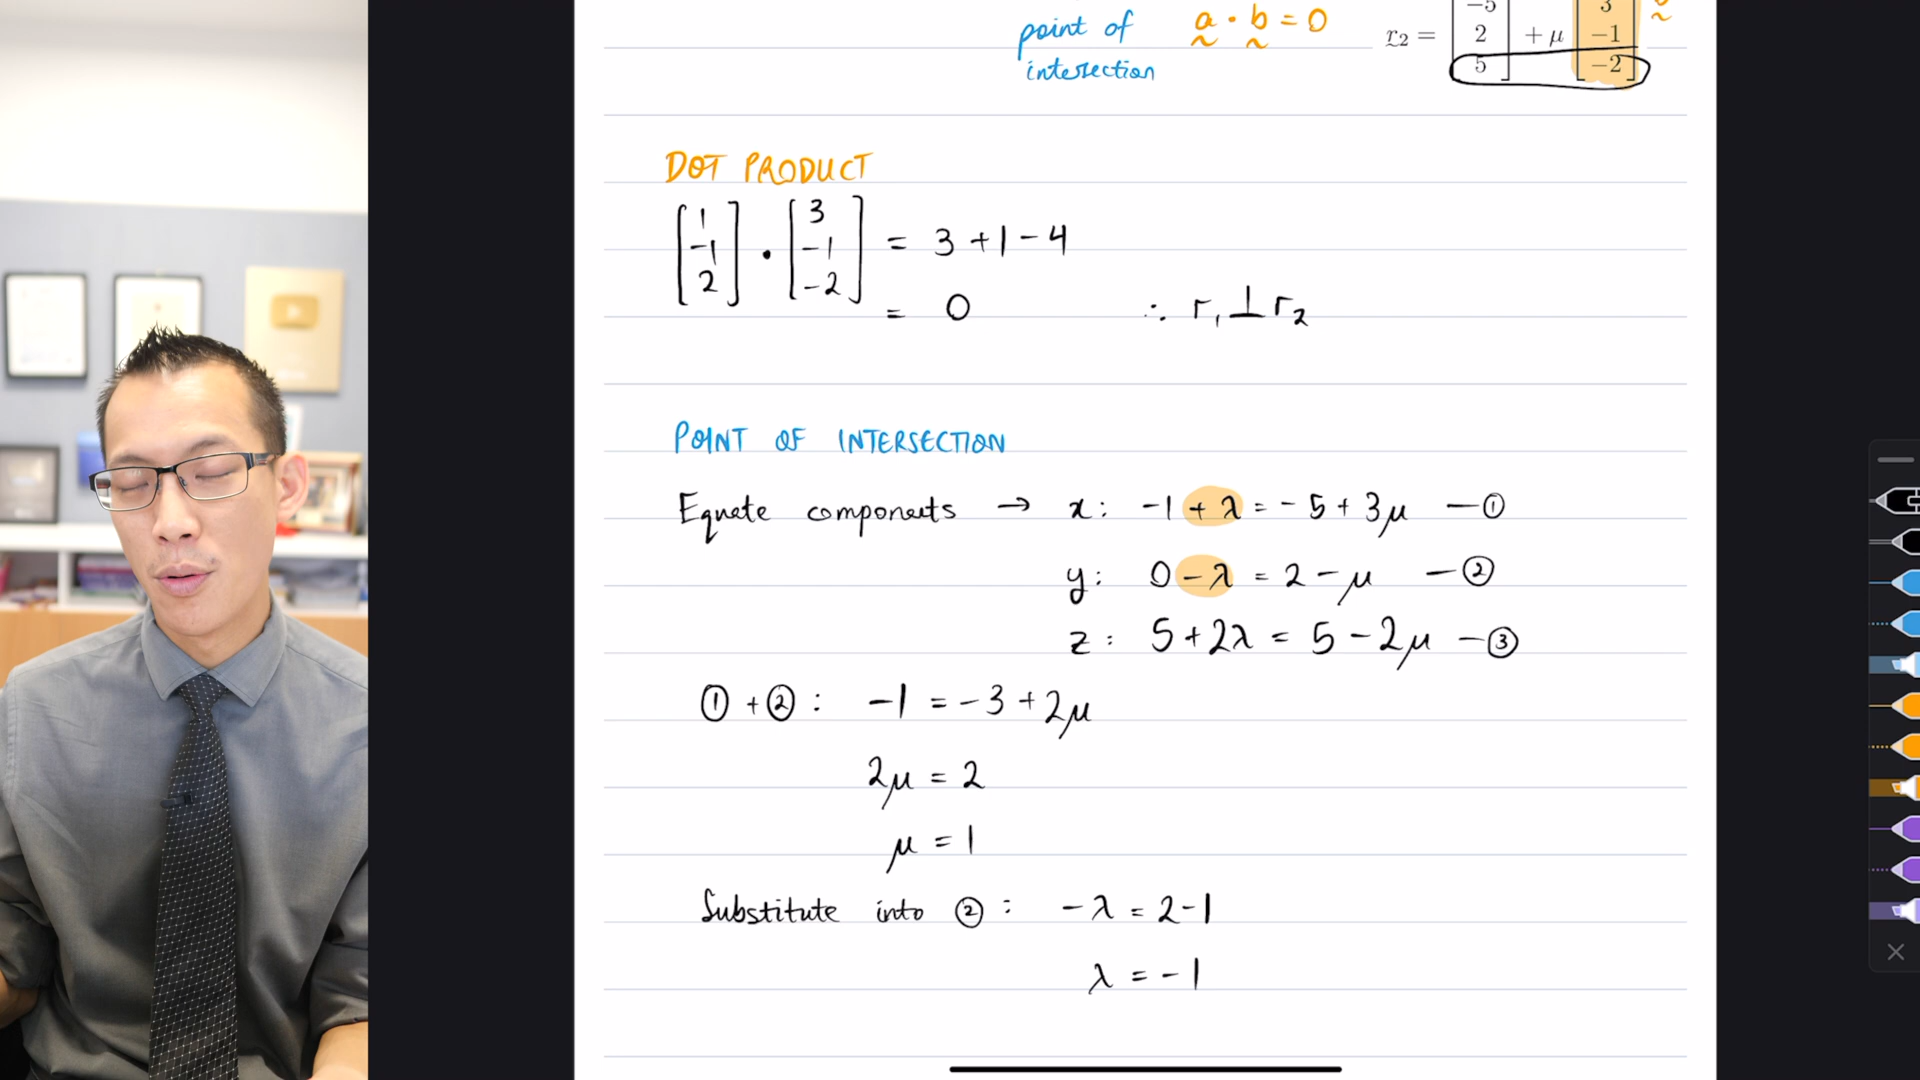 point of
intersection
a · b = 0
r2 = [-5 2 5] + μ [3 -1 -2]
DOT PRODUCT
[1 -1 2] · [3 -1 -2] = 3 + 1 - 4
= 0 ∴ r₁ ⊥ r₂
POINT OF INTERSECTION
Equate components → x: -1 + λ = -5 + 3μ —①
y: 0 - λ = 2 - μ —②
z: 5 + 2λ = 5 - 2μ —③
① + ② : -1 = -3 + 2μ
2μ = 2
μ = 1
Substitute into ② : -λ = 2 - 1
λ = -1